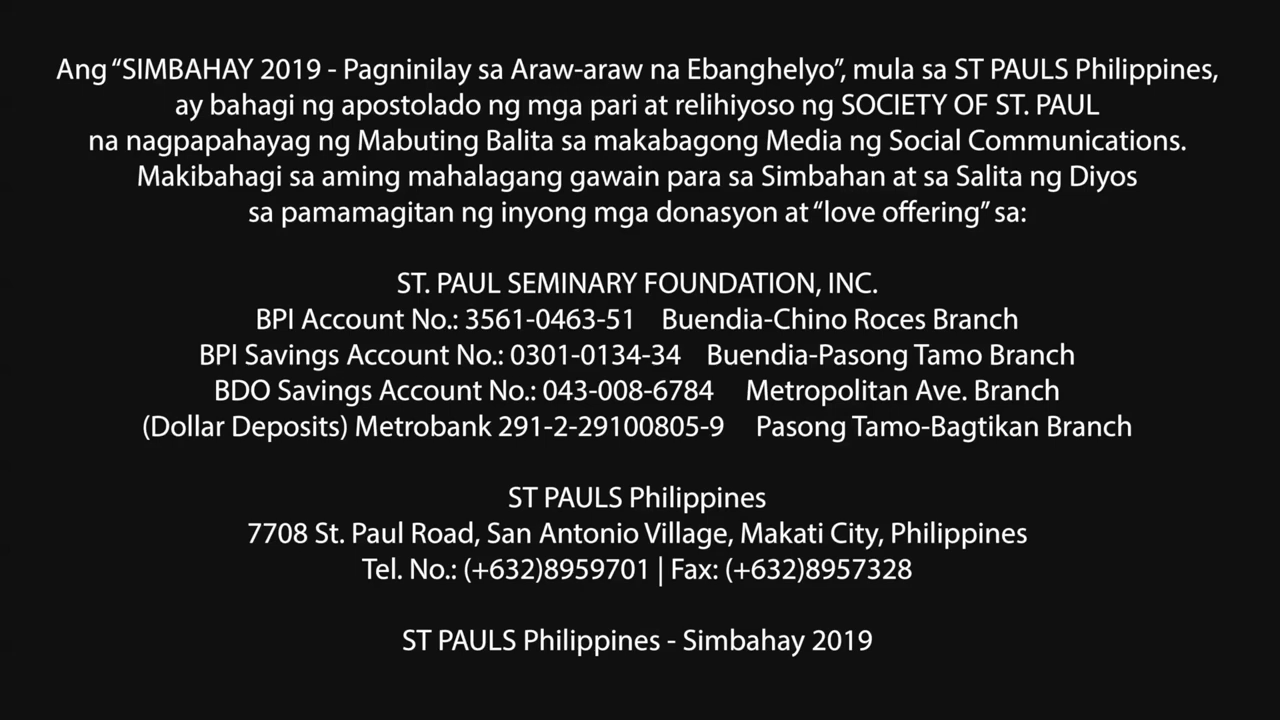 Ang “SIMBAHAY 2019 - Pagninilay sa Araw-araw na Ebanghelyo”, mula sa ST PAULS Philippines,
ay bahagi ng apostolado ng mga pari at relihiyoso ng SOCIETY OF ST. PAUL
na nagpapahayag ng Mabuting Balita sa makabagong Media ng Social Communications.
Makibahagi sa aming mahalagang gawain para sa Simbahan at sa Salita ng Diyos
sa pamamagitan ng inyong mga donasyon at “love offering” sa:
ST. PAUL SEMINARY FOUNDATION, INC.
BPI Account No.: 3561-0463-51 Buendia-Chino Roces Branch
BPI Savings Account No.: 0301-0134-34 Buendia-Pasong Tamo Branch
BDO Savings Account No.: 043-008-6784 Metropolitan Ave. Branch
(Dollar Deposits) Metrobank 291-2-29100805-9 Pasong Tamo-Bagtikan Branch
ST PAULS Philippines
7708 St. Paul Road, San Antonio Village, Makati City, Philippines
Tel. No.: (+632)8959701 | Fax: (+632)8957328
ST PAULS Philippines - Simbahay 2019